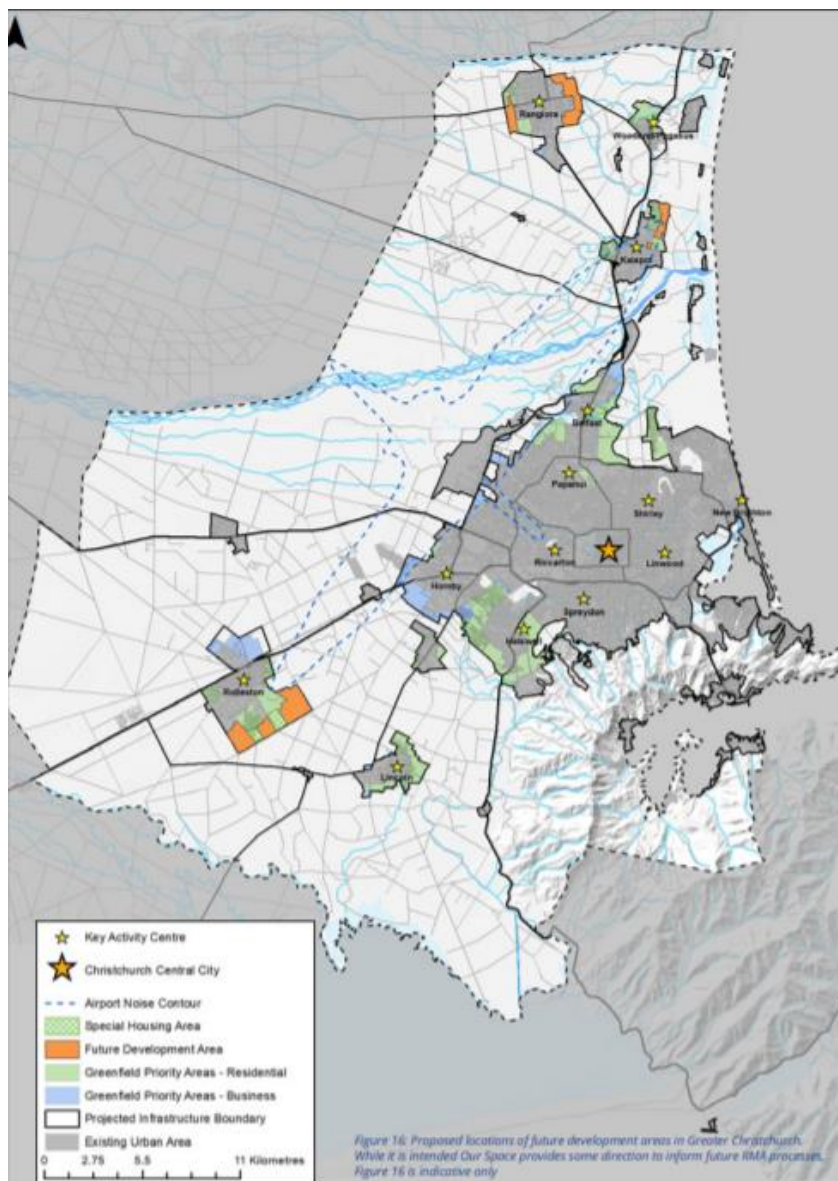 Rangiora
Woodend/Pegasus
Kaiapoi
Belfast
Papanui
Shirley
New Brighton
Riccarton
Linwood
Hornby
Spreydon
Halswell
Rolleston
Lincoln
Key Activity Centre
Christchurch Central City
Airport Noise Contour
Special Housing Area
Future Development Area
Greenfield Priority Areas - Residential
Greenfield Priority Areas - Business
Projected Infrastructure Boundary
Existing Urban Area
0 2.75 5.5 11 Kilometres
Figure 16: Proposed locations of future development areas in Greater Christchurch.
While it is intended Our Space provides some direction to inform future RMA processes,
Figure 16 is indicative only